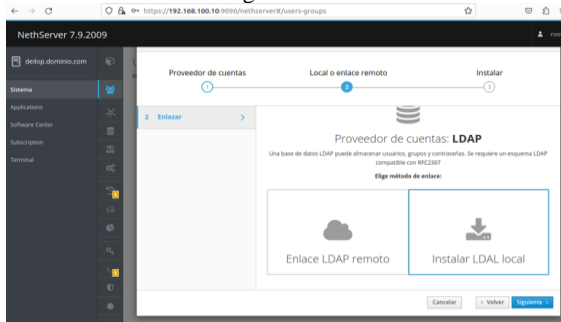 https://192.168.100.10:9090/nethserver#/users-groups
NethServer 7.9.2009
deilop.dominio.com
Sistema
Applications
Software Center
Subscription
Terminal
Proveedor de cuentas
Local o enlace remoto
Instalar
1
2
3
2 Enlazar
Proveedor de cuentas: LDAP
Una base de datos LDAP puede almacenar usuarios, grupos y contraseñas. Se requiere un esquema LDAP
compatible con RFC2307
Elige método de enlace:
Enlace LDAP remoto
Instalar LDAL local
Cancelar
Volver
Siguiente